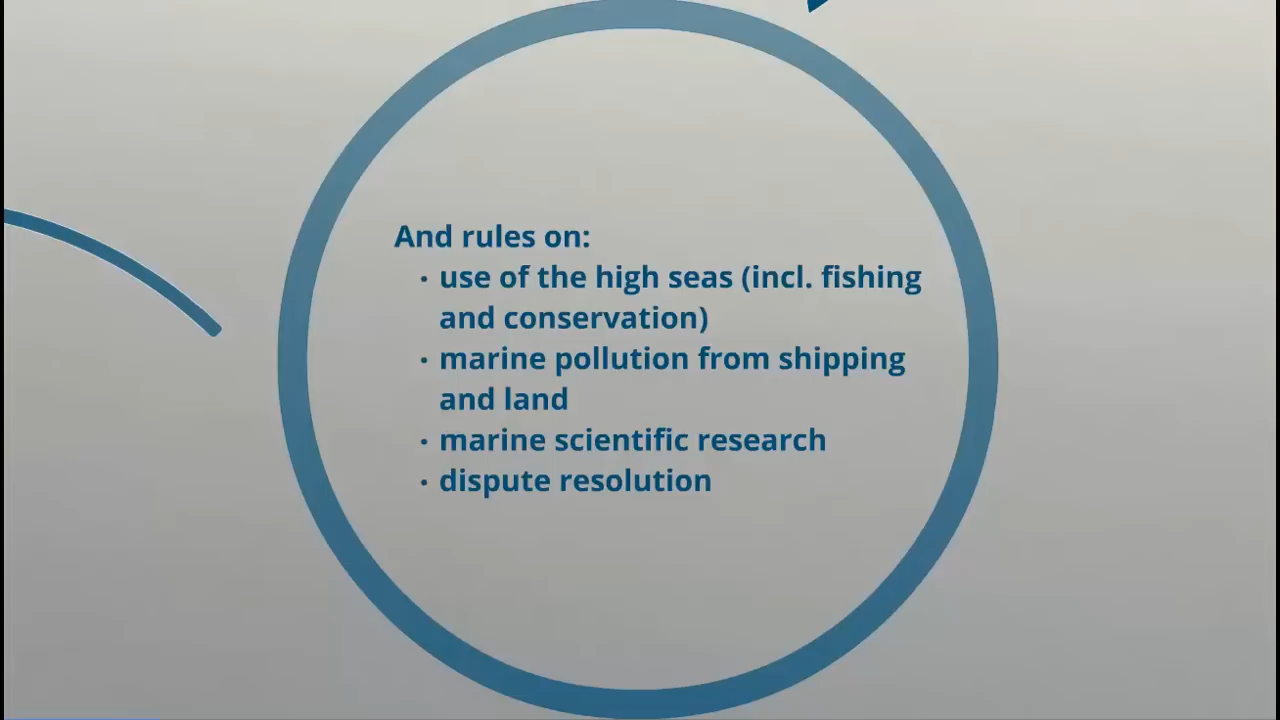 And rules on:
· use of the high seas (incl. fishing
and conservation)
· marine pollution from shipping
and land
· marine scientific research
· dispute resolution